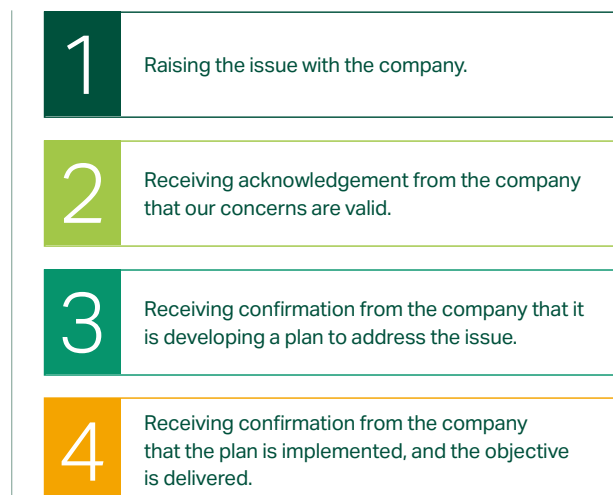 1
Raising the issue with the company.
2
Receiving acknowledgement from the company
that our concerns are valid.
3
Receiving confirmation from the company that it
is developing a plan to address the issue.
4
Receiving confirmation from the company
that the plan is implemented, and the objective
is delivered.